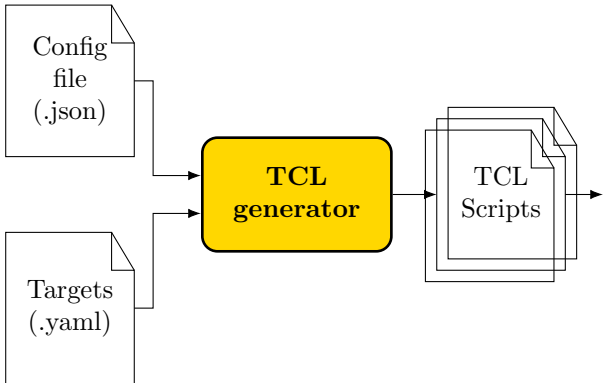 Config
file
(.json)
Targets
(.yaml)
TCL
generator
TCL
Scripts